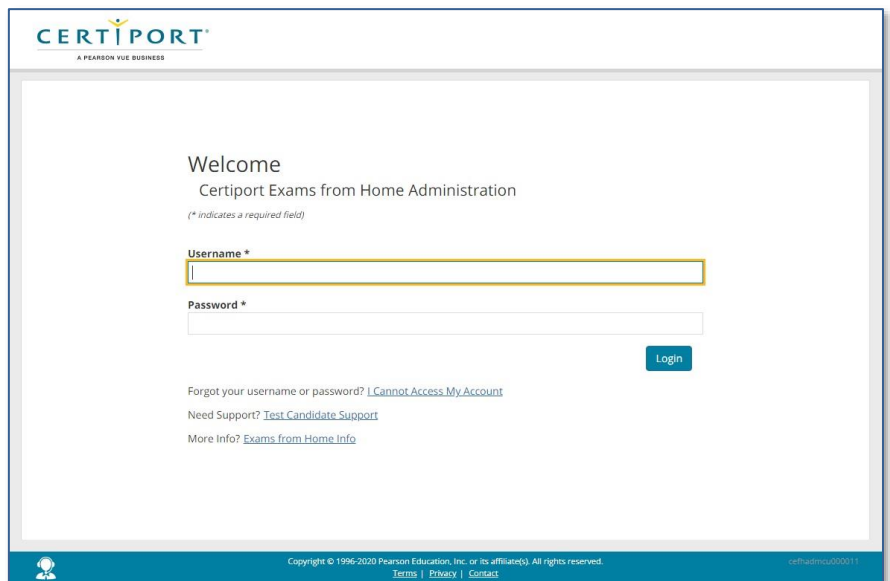 CERTIPORT
A PEARSON VUE BUSINESS
Welcome
Certiport Exams from Home Administration
(* indicates a required field)
Username *
Password *
Login
Forgot your username or password? I Cannot Access My Account
Need Support? Test Candidate Support
More Info? Exams from Home Info
Copyright © 1996-2020 Pearson Education, Inc. or its affiliate(s). All rights reserved.
cefhadmcu000011
Terms | Privacy | Contact